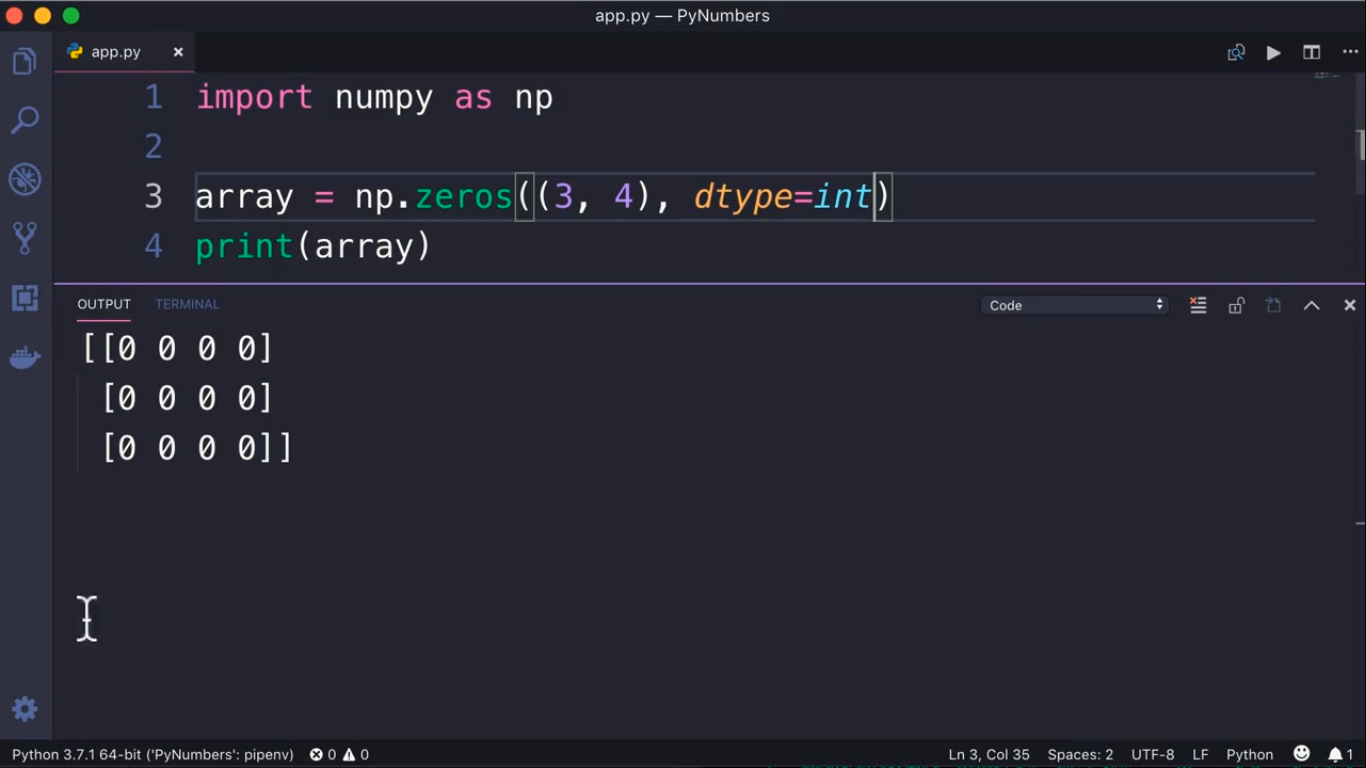 app.py — PyNumbers
app.py
1 import numpy as np
2
3 array = np.zeros((3, 4), dtype=int)
4 print(array)
OUTPUT TERMINAL Code
[[0 0 0 0]
[0 0 0 0]
[0 0 0 0]]
Python 3.7.1 64-bit ('PyNumbers': pipenv) 0 0 Ln 3, Col 35 Spaces: 2 UTF-8 LF Python 1